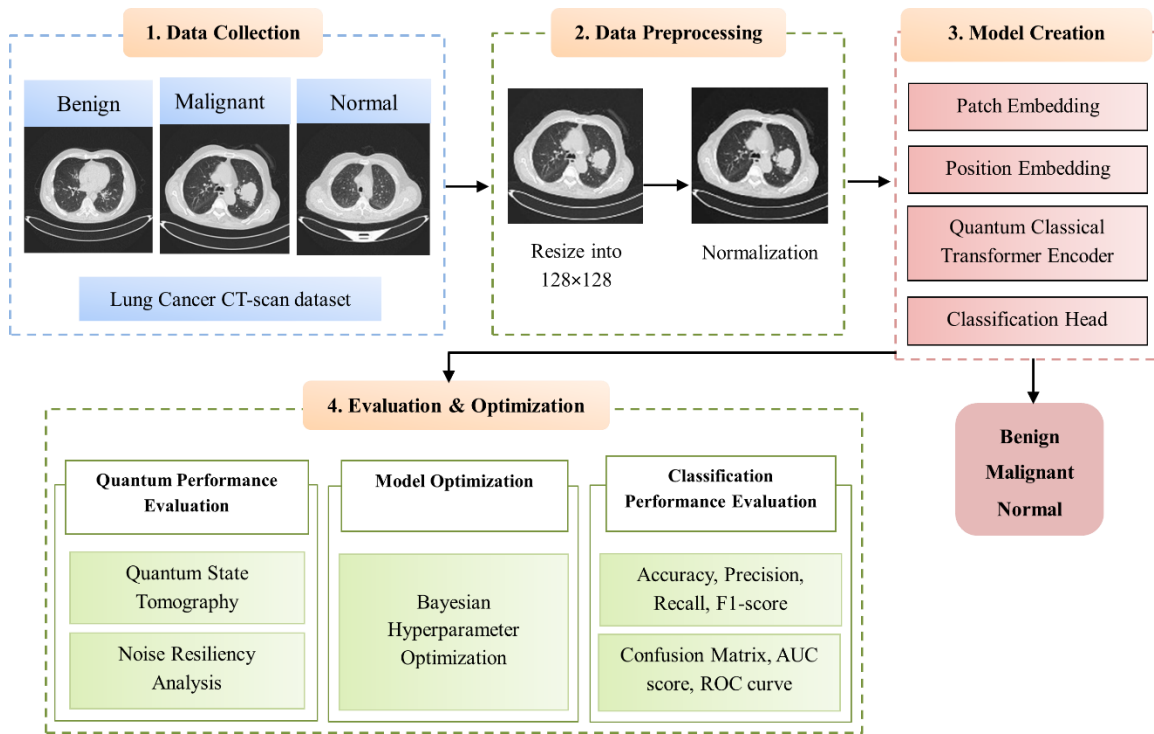 1. Data Collection
Benign
Malignant
Normal
Lung Cancer CT-scan dataset
2. Data Preprocessing
Resize into
128×128
Normalization
3. Model Creation
Patch Embedding
Position Embedding
Quantum Classical
Transformer Encoder
Classification Head
Benign
Malignant
Normal
4. Evaluation & Optimization
Quantum Performance
Evaluation
Quantum State
Tomography
Noise Resiliency
Analysis
Model Optimization
Bayesian
Hyperparameter
Optimization
Classification
Performance Evaluation
Accuracy, Precision,
Recall, F1-score
Confusion Matrix, AUC
score, ROC curve